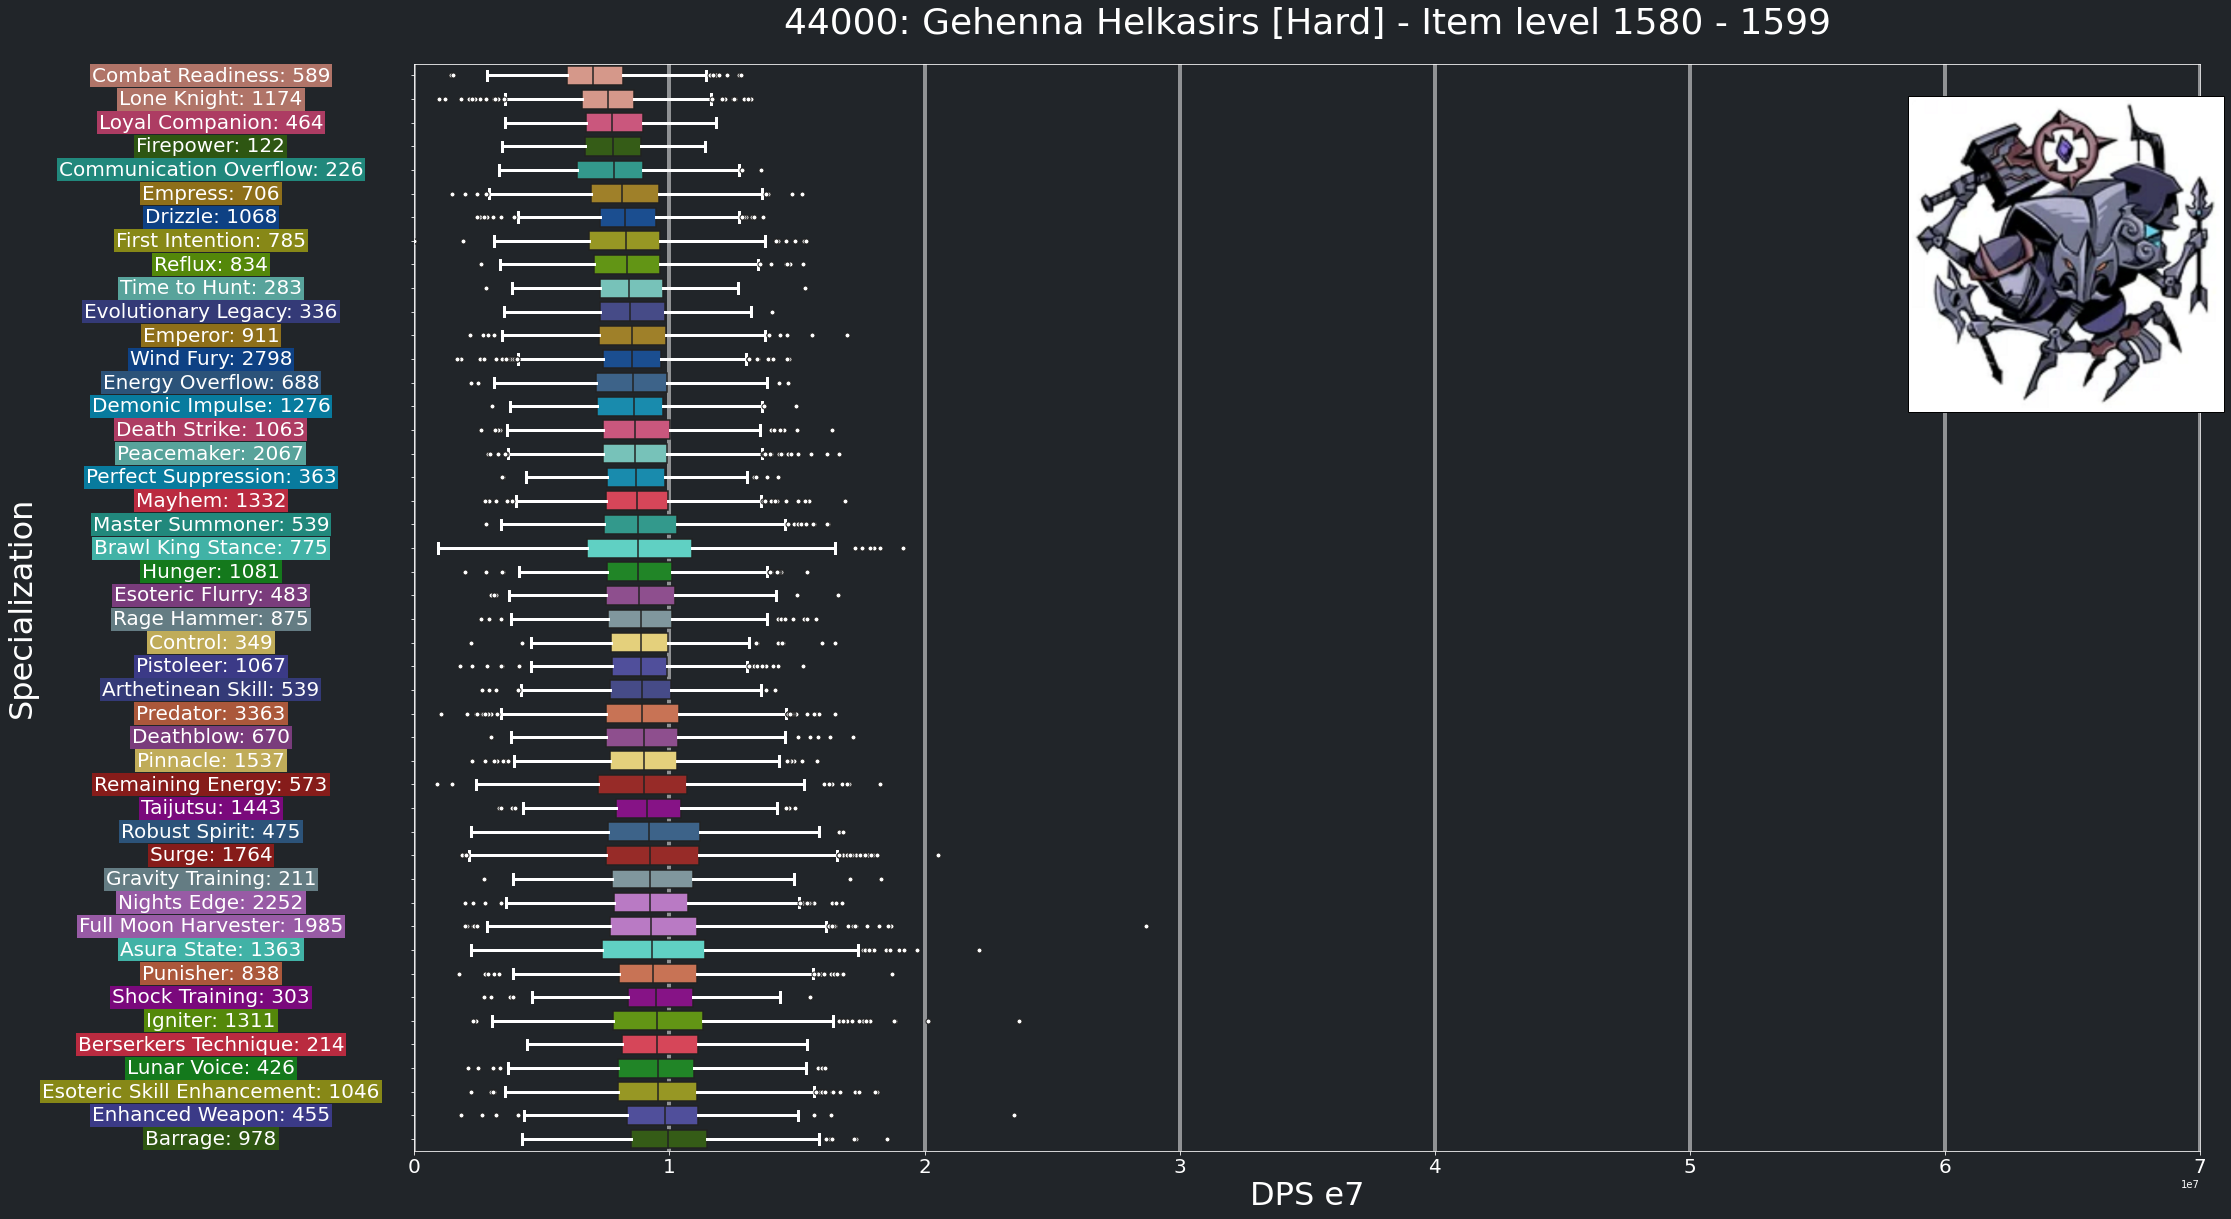 44000: Gehenna Helkasirs [Hard] - Item level 1580 - 1599
Specialization
Combat Readiness: 589
Lone Knight: 1174
Loyal Companion: 464
Firepower: 122
Communication Overflow: 226
Empress: 706
Drizzle: 1068
First Intention: 785
Reflux: 834
Time to Hunt: 283
Evolutionary Legacy: 336
Emperor: 911
Wind Fury: 2798
Energy Overflow: 688
Demonic Impulse: 1276
Death Strike: 1063
Peacemaker: 2067
Perfect Suppression: 363
Mayhem: 1332
Master Summoner: 539
Brawl King Stance: 775
Hunger: 1081
Esoteric Flurry: 483
Rage Hammer: 875
Control: 349
Pistoleer: 1067
Arthetinean Skill: 539
Predator: 3363
Deathblow: 670
Pinnacle: 1537
Remaining Energy: 573
Taijutsu: 1443
Robust Spirit: 475
Surge: 1764
Gravity Training: 211
Nights Edge: 2252
Full Moon Harvester: 1985
Asura State: 1363
Punisher: 838
Shock Training: 303
Igniter: 1311
Berserkers Technique: 214
Lunar Voice: 426
Esoteric Skill Enhancement: 1046
Enhanced Weapon: 455
Barrage: 978
0 1 2 3 4 5 6 7
1e7
DPS e7